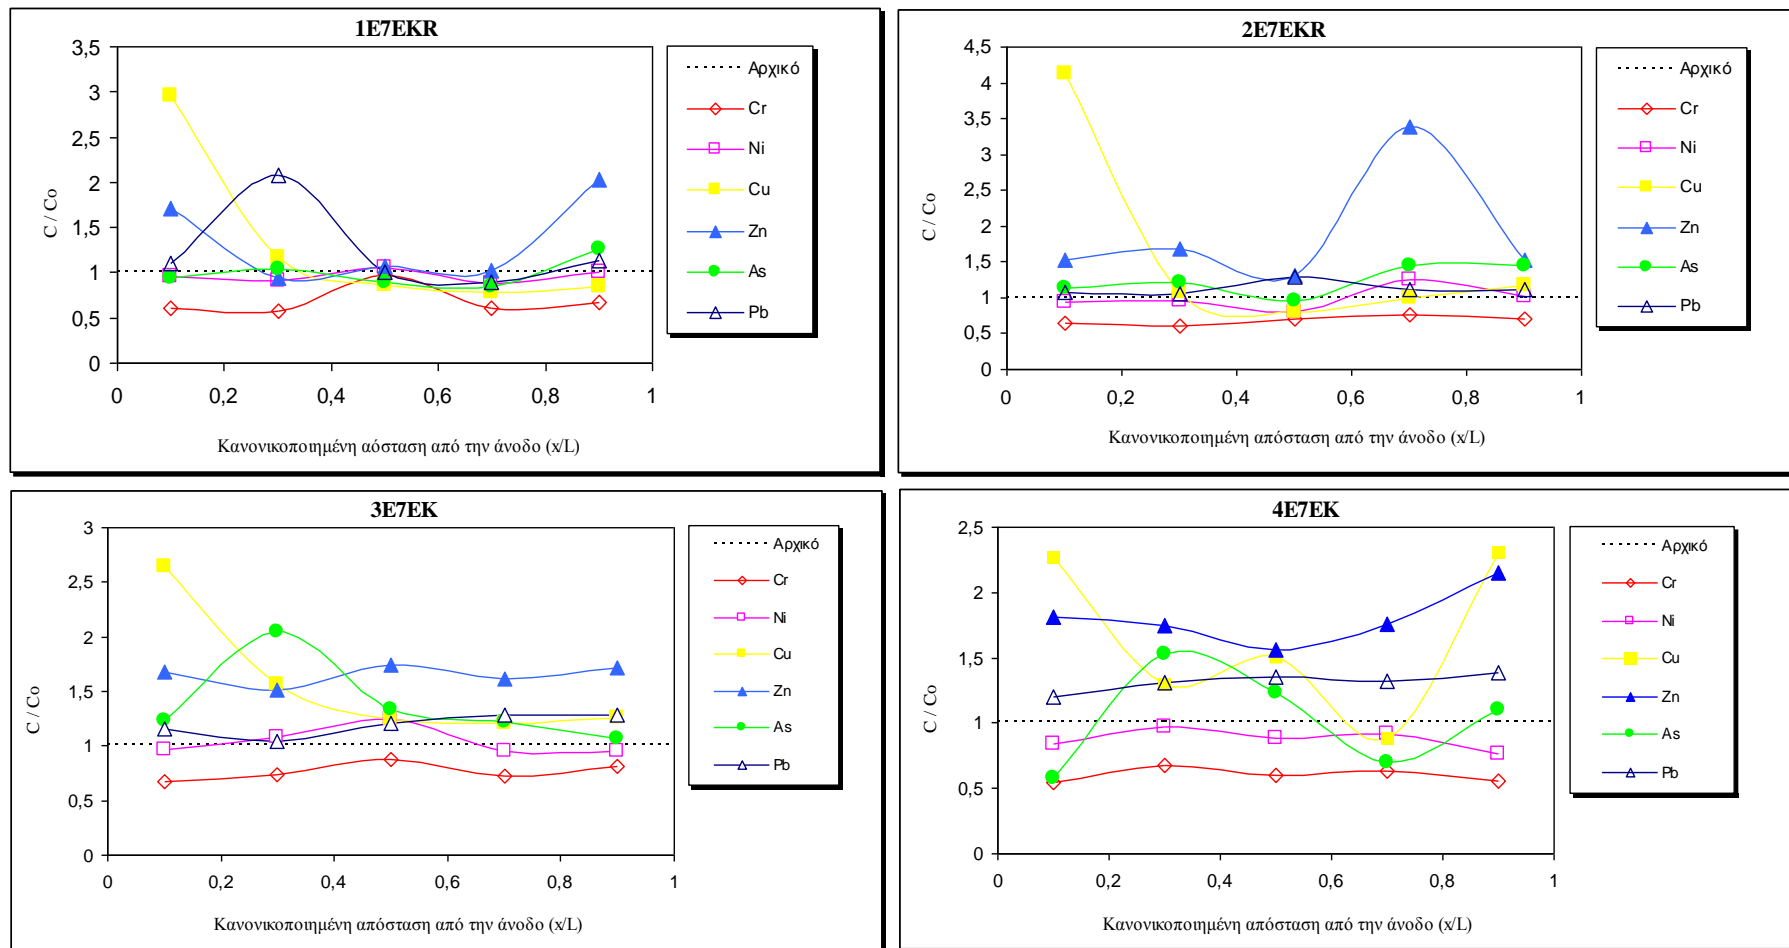 1E7EKR
3,5
3
2,5
2
1,5
1
0,5
0
0
0,2
0,4
0,6
0,8
1
C / Co
Κανονικοποιημένη αόσταση από την άνοδο (x/L)
Αρχικό
Cr
Ni
Cu
Zn
As
Pb
2E7EKR
4,5
4
3,5
3
2,5
2
1,5
1
0,5
0
0
0,2
0,4
0,6
0,8
1
C / Co
Κανονικοποιημένη απόσταση από την άνοδο (x/L)
Αρχικό
Cr
Ni
Cu
Zn
As
Pb
3E7EK
3
2,5
2
1,5
1
0,5
0
0
0,2
0,4
0,6
0,8
1
C / Co
Κανονικοποιημένη απόσταση από την άνοδο (x/L)
Αρχικό
Cr
Ni
Cu
Zn
As
Pb
4E7EK
2,5
2
1,5
1
0,5
0
0
0,2
0,4
0,6
0,8
1
C / Co
Κανονικοποιημένη απόσταση από την άνοδο (x/L)
Αρχικό
Cr
Ni
Cu
Zn
As
Pb